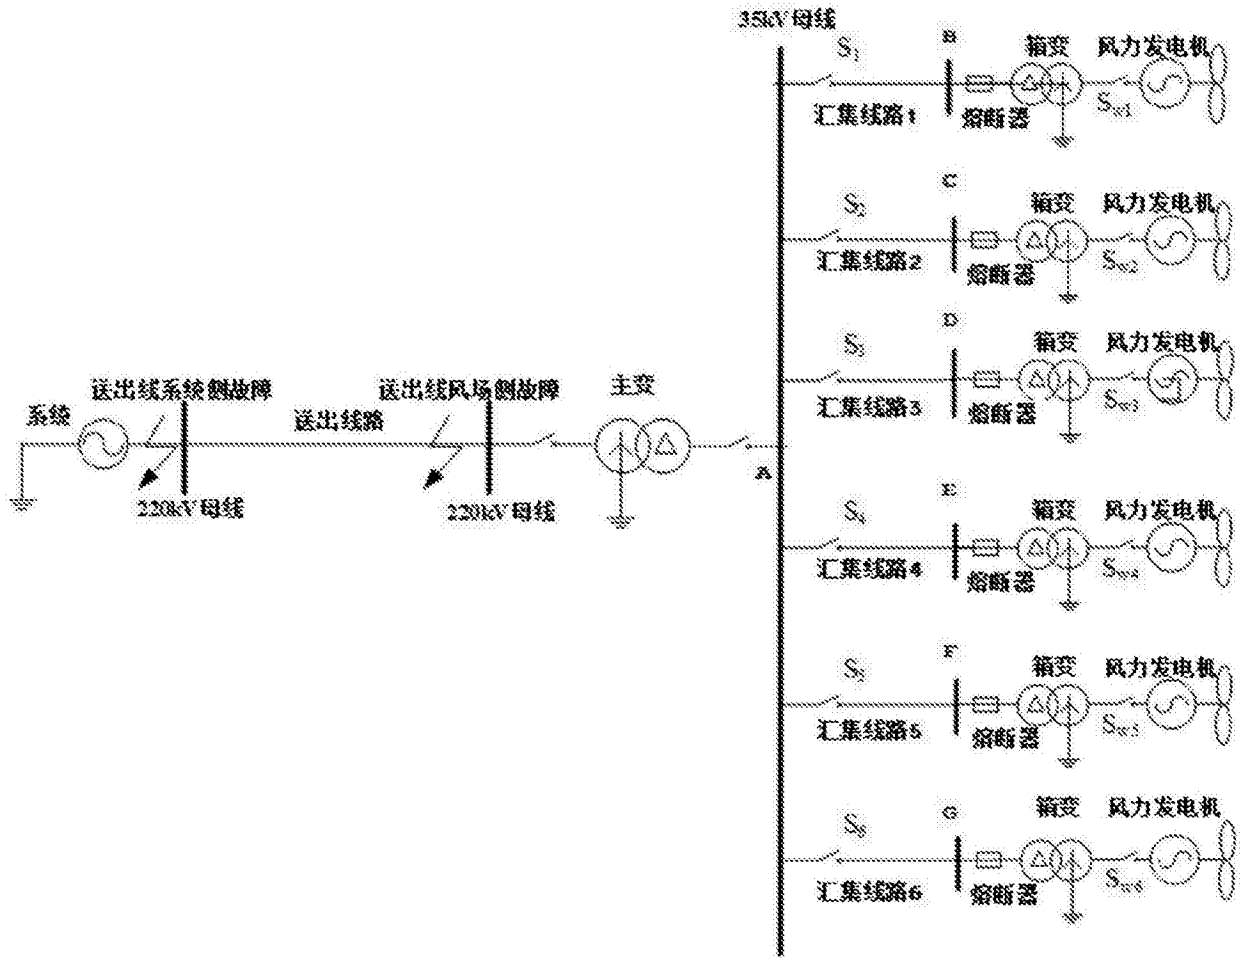 35kV母线
S1
B
箱变
风力发电机
汇集线路1
熔断器
Sw1
S2
C
箱变
风力发电机
汇集线路2
熔断器
Sw2
S3
D
箱变
风力发电机
汇集线路3
熔断器
Sw3
系统
送出线系统侧故障
送出线路
送出线风场侧故障
主变
220kV母线
220kV母线
A
S4
E
箱变
风力发电机
汇集线路4
熔断器
Sw4
S5
F
箱变
风力发电机
汇集线路5
熔断器
Sw5
S6
G
箱变
风力发电机
汇集线路6
熔断器
Sw6